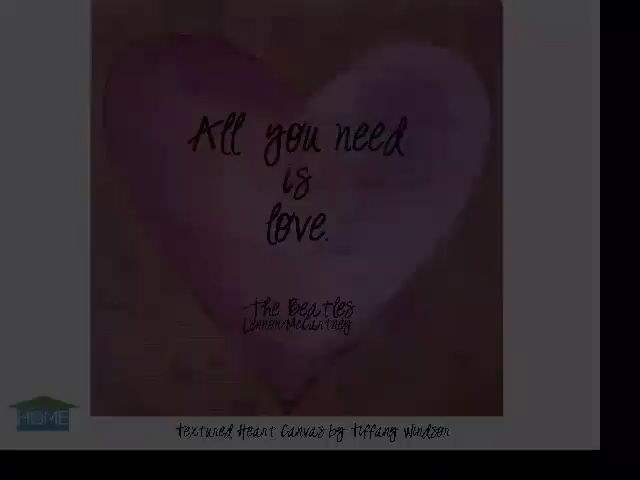 All you need
is
love.
The Beatles
Lennon/McCartney
HOME
Textured Heart Canvas by Tiffany Windsor